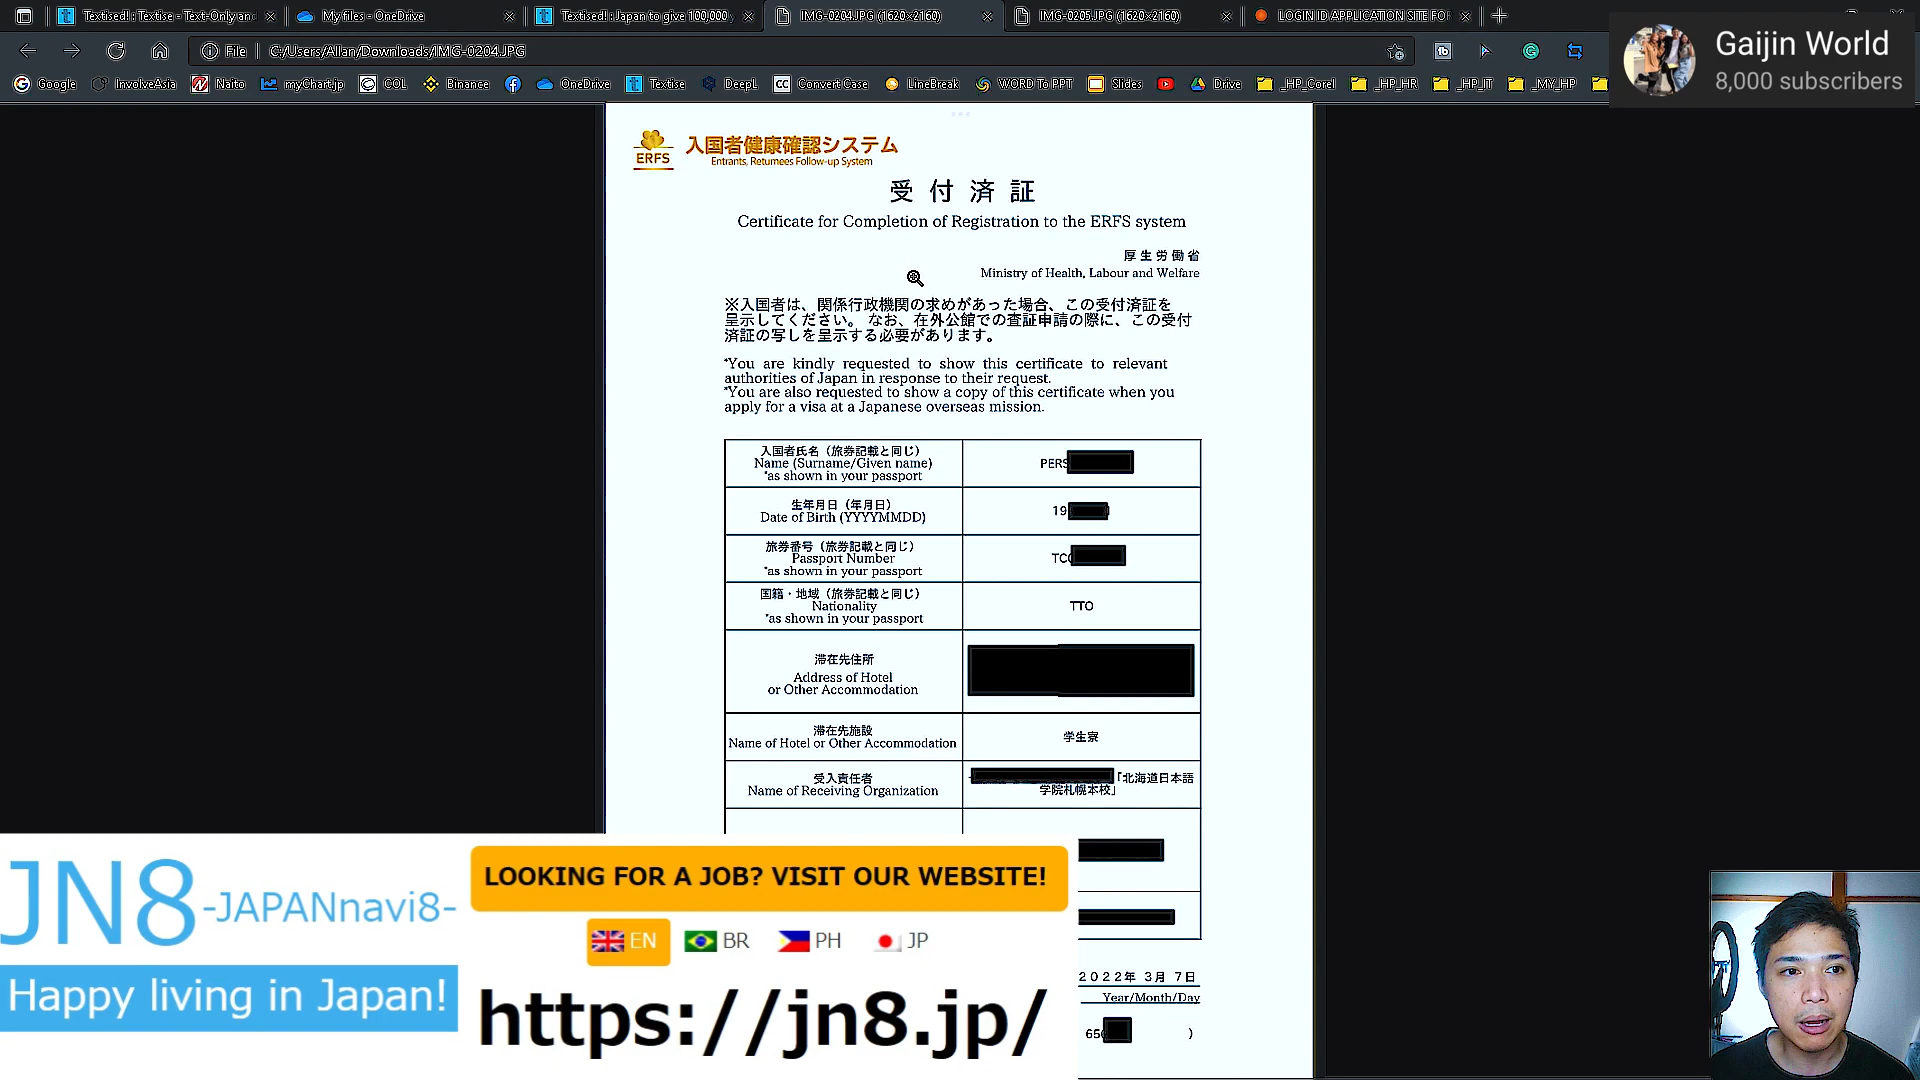 Textised! : Textise - Text-Only an
My files - OneDrive
Textised! : Japan to give 100,000
IMG-0204.JPG (1620×2160)
IMG-0205.JPG (1620×2160)
LOGIN ID APPLICATION SITE FOR
File
C:/Users/Allan/Downloads/IMG-0204.JPG
Gaijin World
8,000 subscribers
Google
InvolveAsia
Naito
myChart.jp
COL
Binance
OneDrive
Textise
DeepL
CC
Convert Case
LineBreak
WORD To PPT
Slides
Drive
_HP_Corel
_HP_HR
_HP_IT
_MY_HP
ERFS
入国者健康確認システム
Entrants, Returnees Follow-up System
受付済証
Certificate for Completion of Registration to the ERFS system
厚生労働省
Ministry of Health, Labour and Welfare
※入国者は、関係行政機関の求めがあった場合、この受付済証を
呈示してください。 なお、在外公館での査証申請の際に、この受付
済証の写しを呈示する必要があります。
*You are kindly requested to show this certificate to relevant
authorities of Japan in response to their request.
*You are also requested to show a copy of this certificate when you
apply for a visa at a Japanese overseas mission.
入国者氏名（旅券記載と同じ）
Name (Surname/Given name)
*as shown in your passport
PERS
生年月日（年月日）
Date of Birth (YYYYMMDD)
19
旅券番号（旅券記載と同じ）
Passport Number
*as shown in your passport
TC
国籍・地域（旅券記載と同じ）
Nationality
*as shown in your passport
TTO
滞在先住所
Address of Hotel
or Other Accommodation
滞在先施設
Name of Hotel or Other Accommodation
学生寮
受入責任者
Name of Receiving Organization
「北海道日本語
学院札幌本校」
2022年 3月 7日
Year/Month/Day
65
)
JN8 -JAPANnavi8-
Happy living in Japan!
LOOKING FOR A JOB? VISIT OUR WEBSITE!
EN
BR
PH
JP
https://jn8.jp/